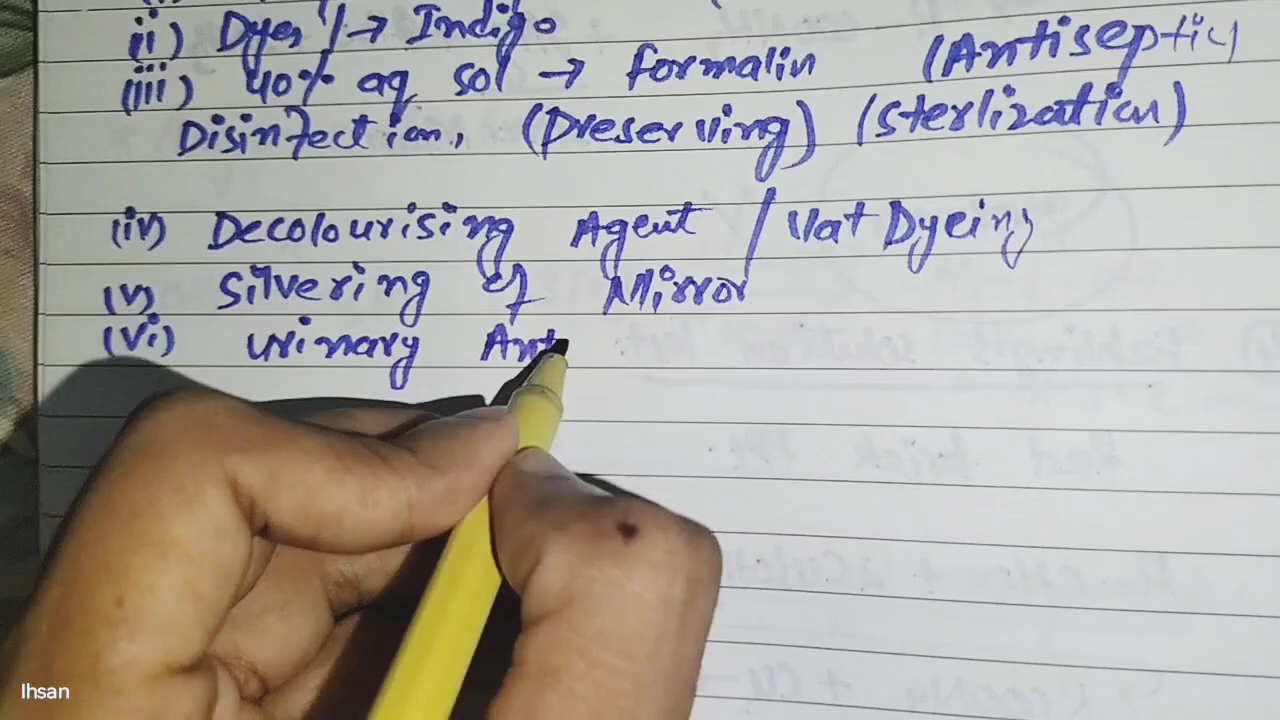 ii) Dyes / → Indigo
(iii) 40% aq sol → formalin (Antiseptic)
Disinfection, (Preserving) (Sterlization)
(iv) Decolourising Agent / Vat Dyeing
(v) Silvering of Mirror
(vi) Urinary Ant
Ihsan